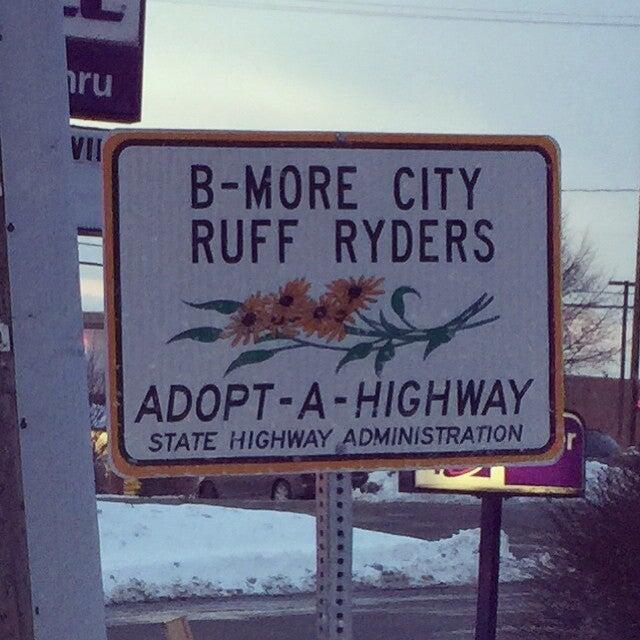 B-MORE CITY
RUFF RYDERS
ADOPT-A-HIGHWAY
STATE HIGHWAY ADMINISTRATION